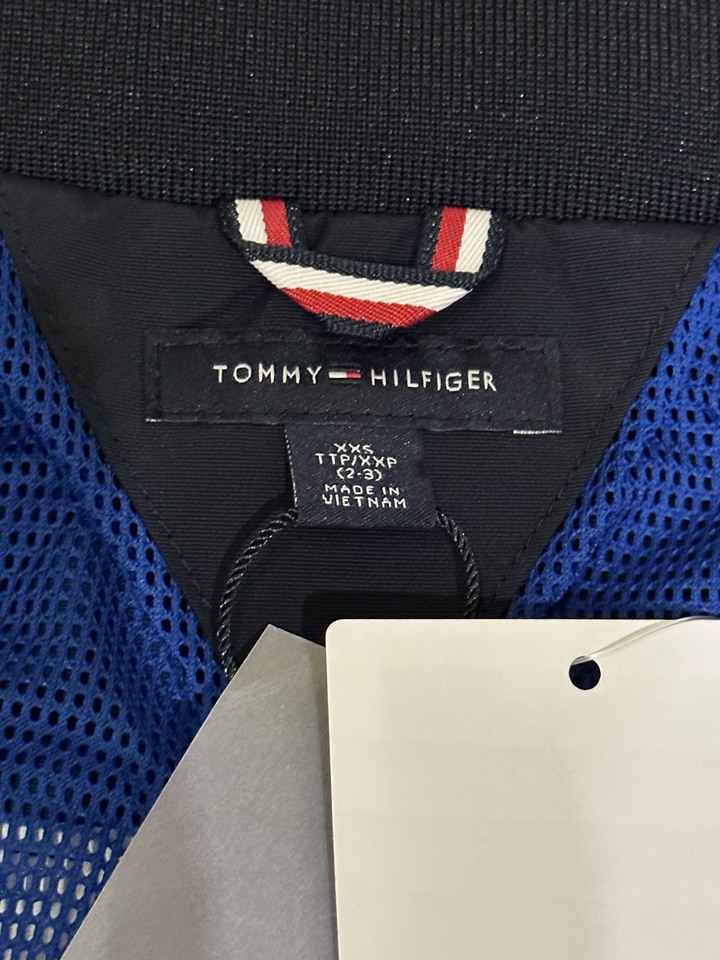 TOMMY HILFIGER
XXS
TTP/XXP
(2-3)
MADE IN
VIETNAM